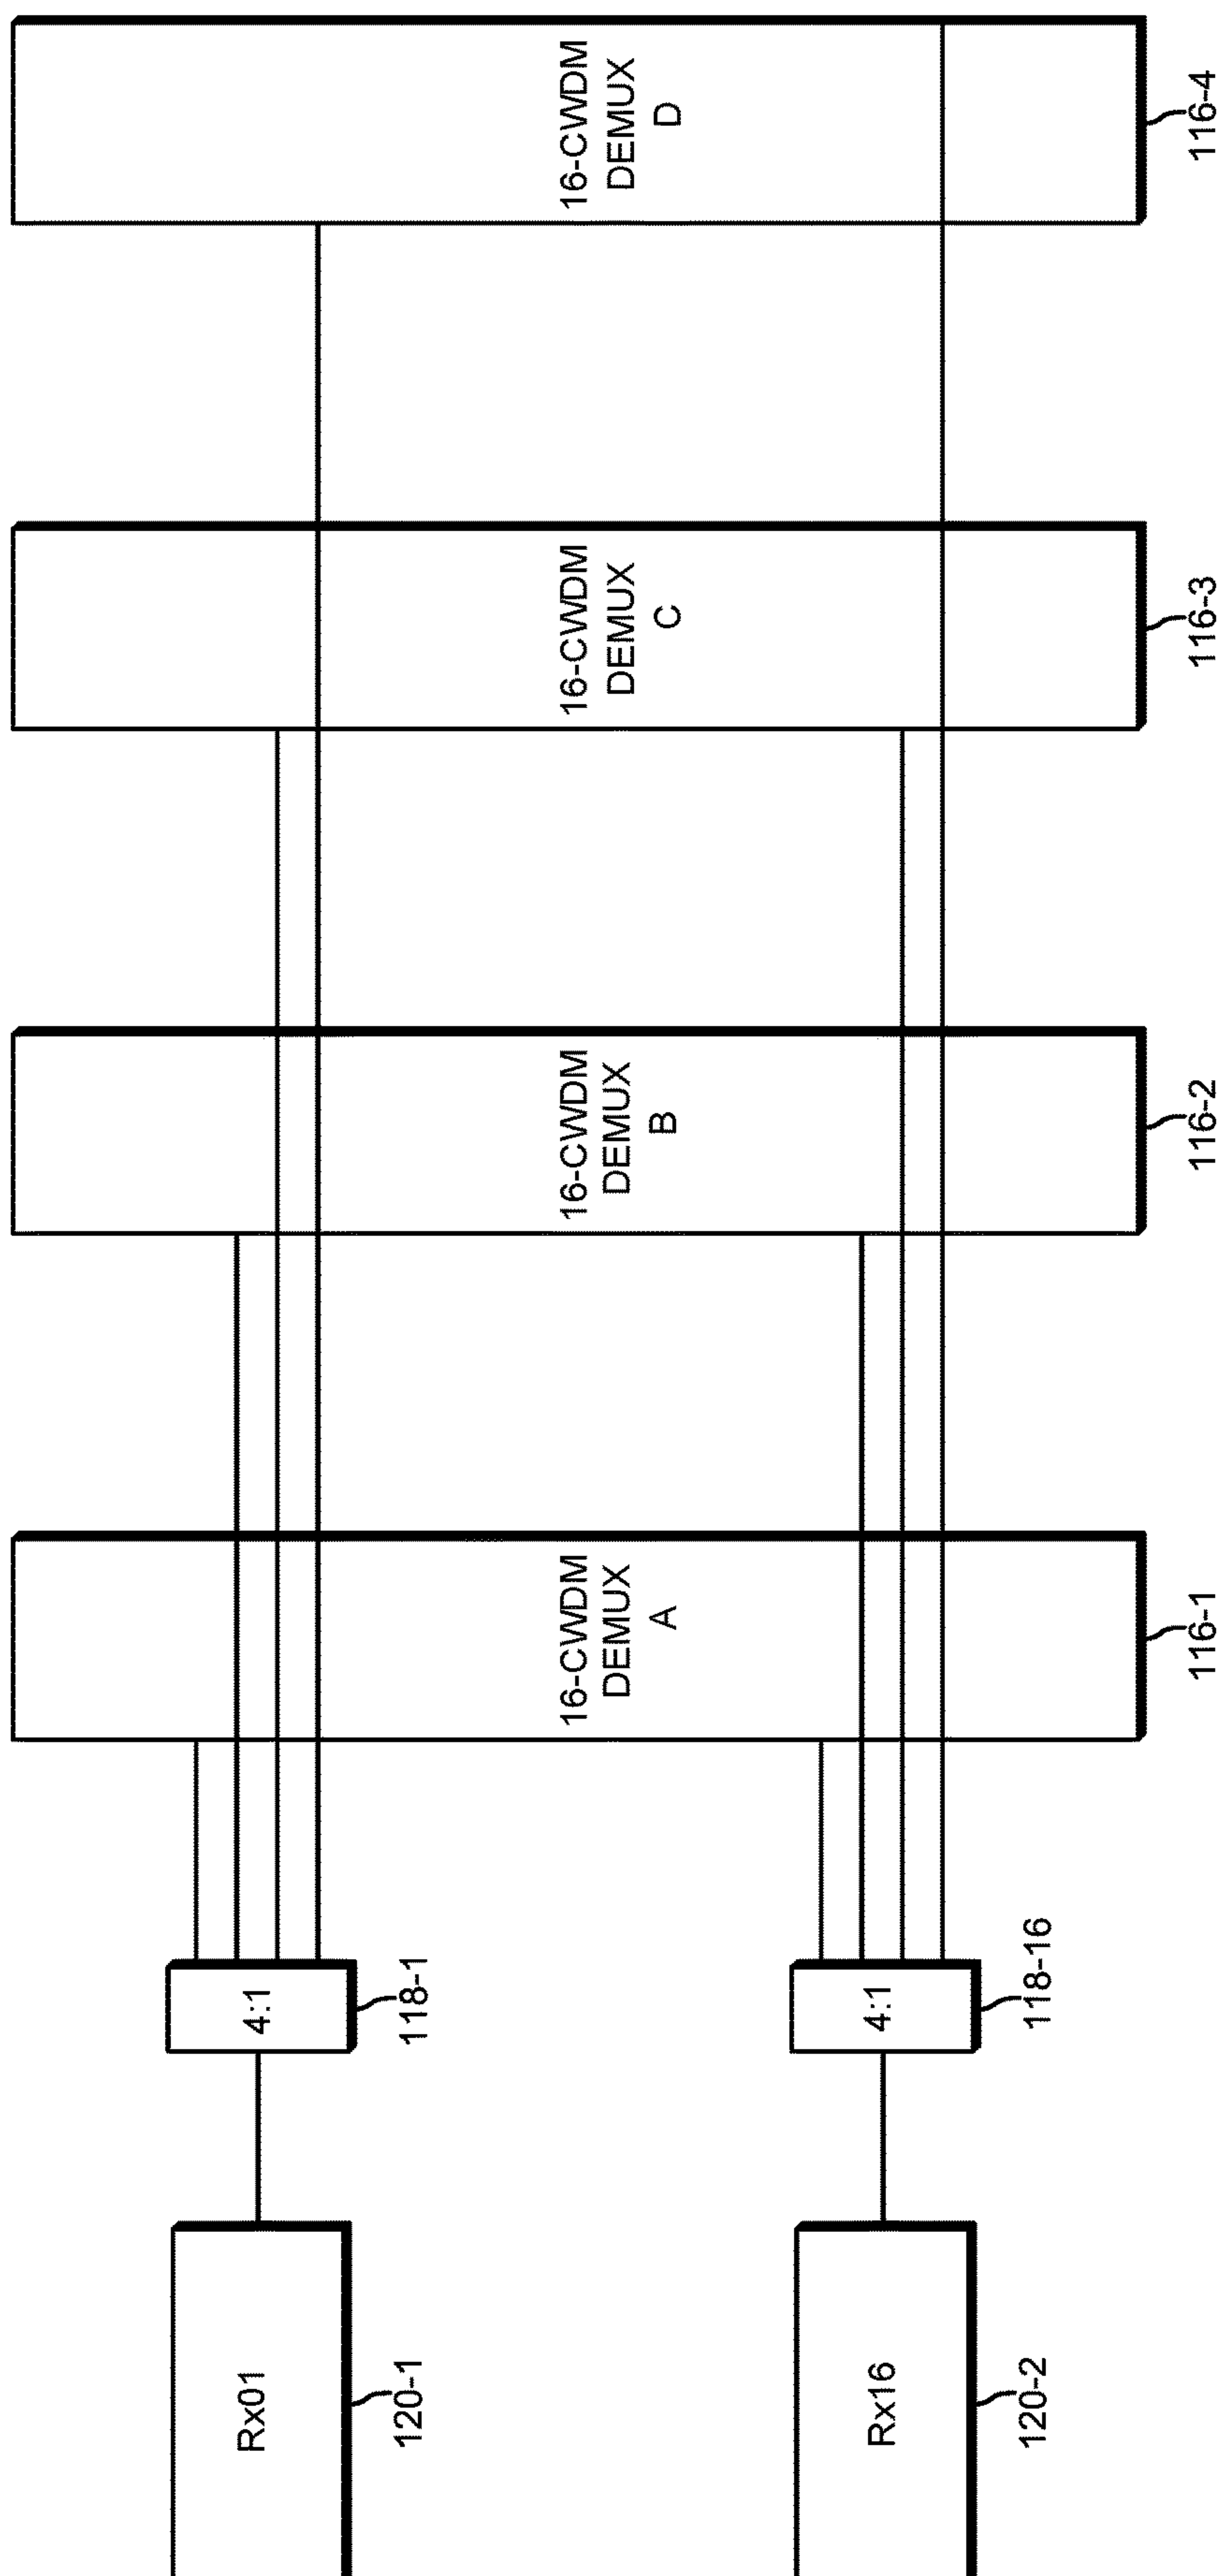 Rx01
120-1
4:1
118-1
16-CWDM
DEMUX
A
116-1
16-CWDM
DEMUX
B
116-2
16-CWDM
DEMUX
C
116-3
16-CWDM
DEMUX
D
116-4
Rx16
120-2
4:1
118-16